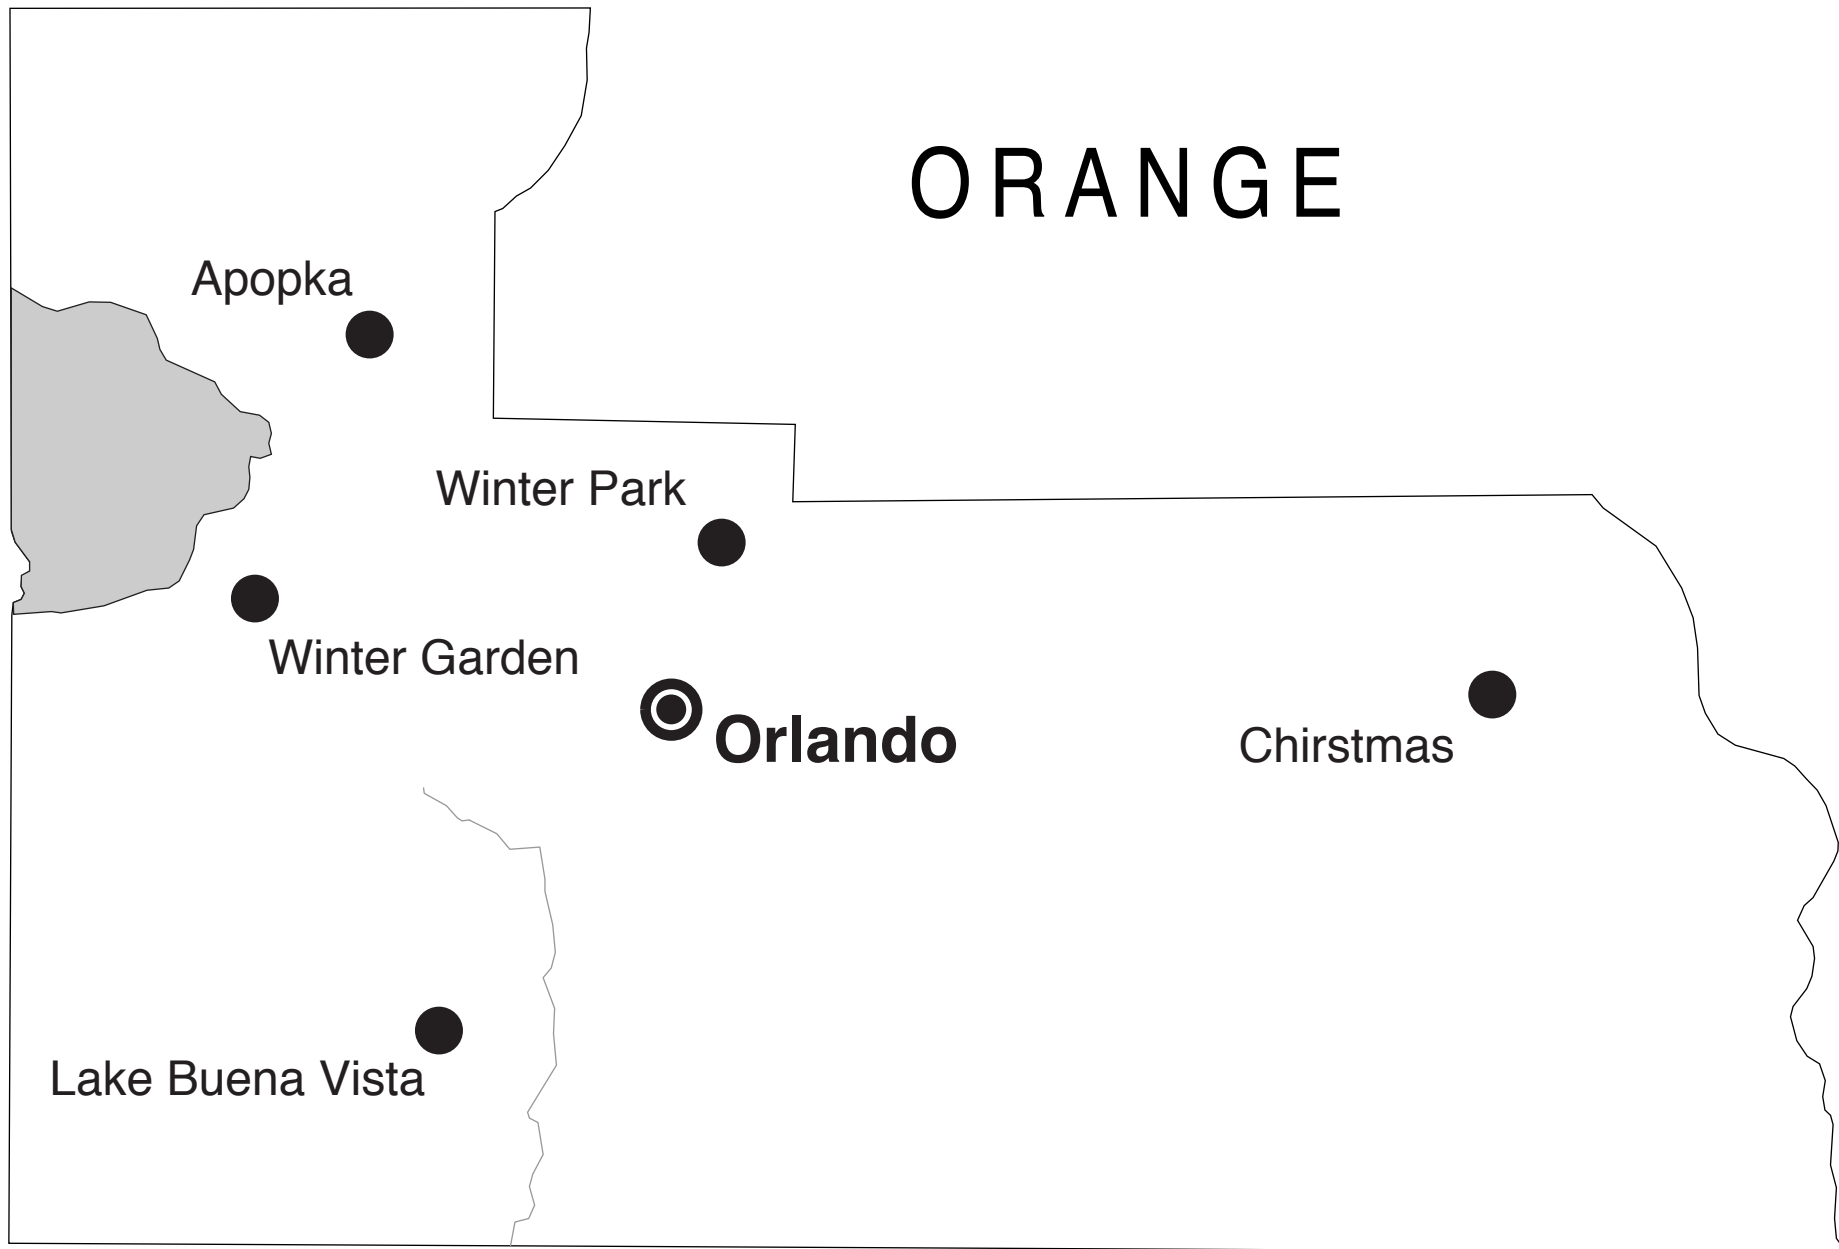 ORANGE
Apopka
Winter Park
Winter Garden
Orlando
Chirstmas
Lake Buena Vista